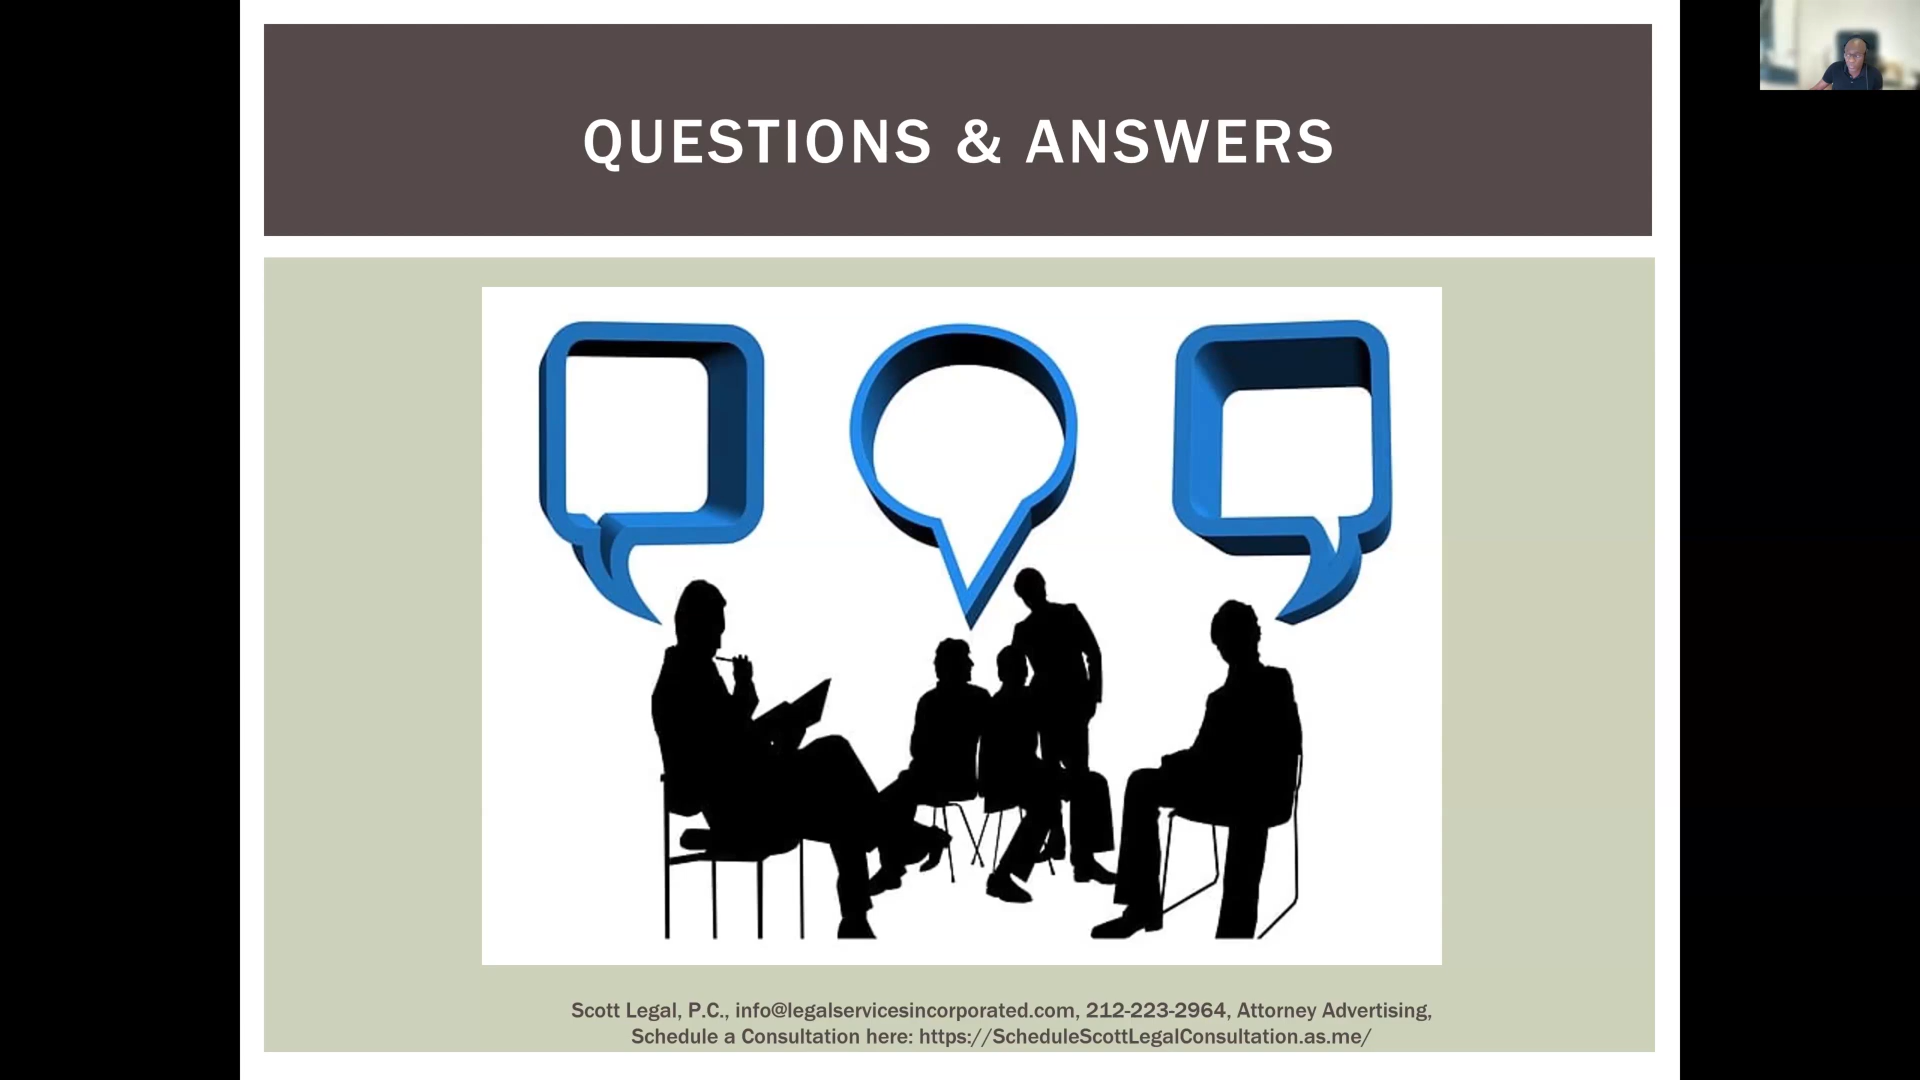 QUESTIONS & ANSWERS
Scott Legal, P.C., info@legalservicesincorporated.com, 212-223-2964, Attorney Advertising,
Schedule a Consultation here: https://ScheduleScottLegalConsultation.as.me/